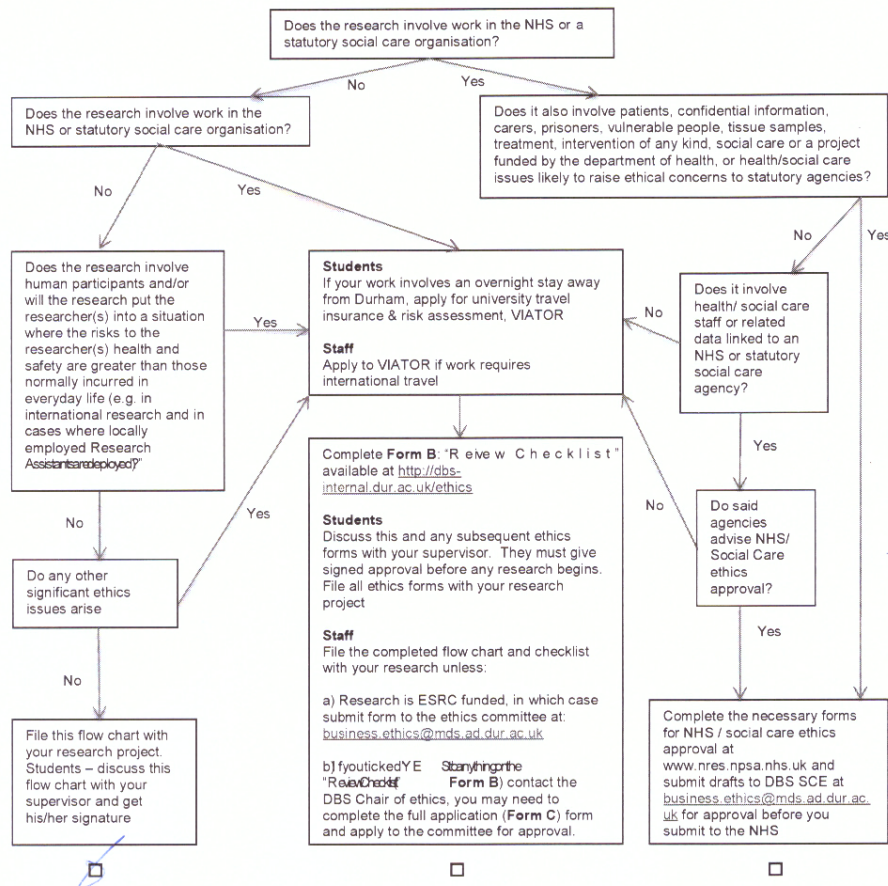 Does the research involve work in the NHS or a
statutory social care organisation?
No
Yes
Does the research involve work in the
NHS or statutory social care organisation?
Does it also involve patients, confidential information,
carers, prisoners, vulnerable people, tissue samples,
treatment, intervention of any kind, social care or a project
funded by the department of health, or health/social care
issues likely to raise ethical concerns to statutory agencies?
No
Yes
No
Yes
Does the research involve
human participants and/or
will the research put the
researcher(s) into a situation
where the risks to the
researcher(s) health and
safety are greater than those
normally incurred in
everyday life (e.g. in
international research and in
cases where locally
employed Research
Assistantsaredeployed?"
Yes
Students
If your work involves an overnight stay away
from Durham, apply for university travel
insurance & risk assessment, VIATOR
Staff
Apply to VIATOR if work requires
international travel
No
Does it involve
health/ social care
staff or related
data linked to an
NHS or statutory
social care
agency?
Yes
No
Yes
No
Do any other
significant ethics
issues arise
Complete Form B: "R eive w C h e c k l i s t"
available at http://dbs-
internal.dur.ac.uk/ethics
Students
Discuss this and any subsequent ethics
forms with your supervisor. They must give
signed approval before any research begins.
File all ethics forms with your research
project
Staff
File the completed flow chart and checklist
with your research unless:
a) Research is ESRC funded, in which case
submit form to the ethics committee at:
business.ethics@mds.ad.dur.ac.uk
b) If you ticked YE
Form B) contact the
DBS Chair of ethics, you may need to
complete the full application (Form C) form
and apply to the committee for approval.
Do said
agencies
advise NHS/
Social Care
ethics
approval?
Yes
No
File this flow chart with
your research project.
Students – discuss this
flow chart with your
supervisor and get
his/her signature
Complete the necessary forms
for NHS / social care ethics
approval at
www.nres.npsa.nhs.uk and
submit drafts to DBS SCE at
business.ethics@mds.ad.dur.ac.
uk for approval before you
submit to the NHS